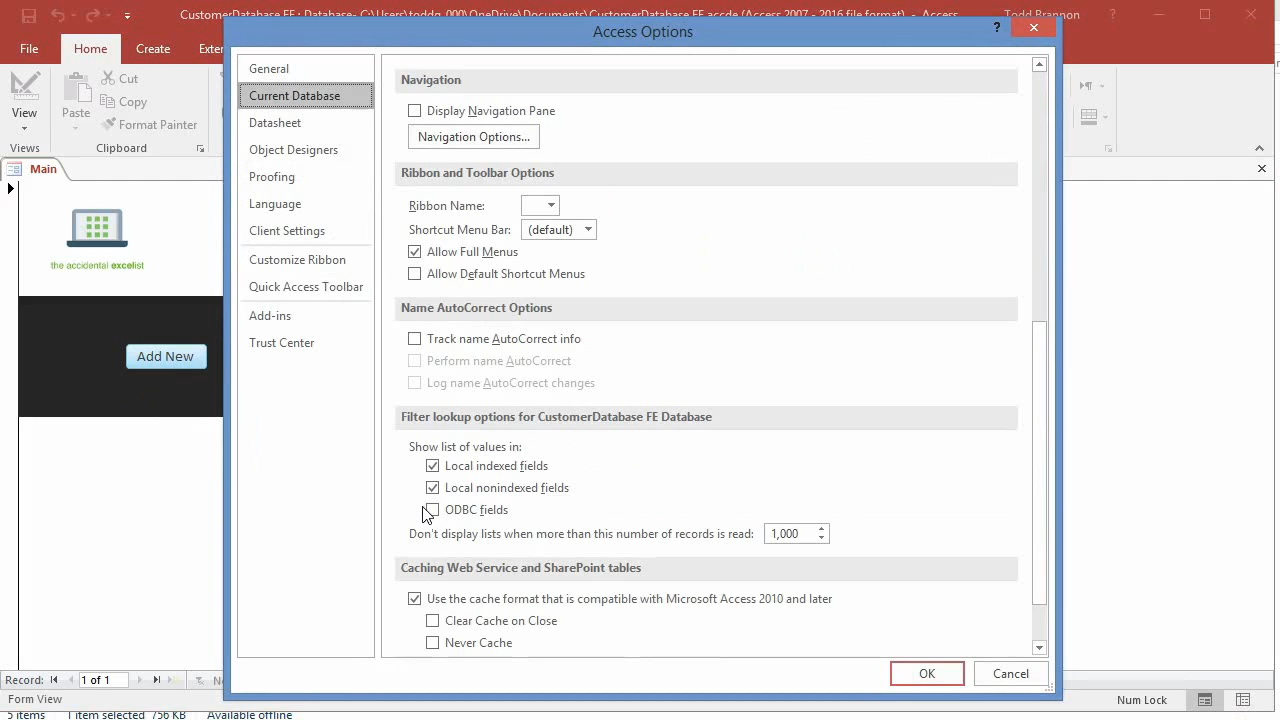 CustomerDatabase FE : Database- C:\Users\toddo_000\OneDrive\Documents\CustomerDatabase FE.accde (Access 2007 - 2016 file format) - Access
Todd Brannon
?
Access Options
?
File
Home
Create
Exter
View
Views
Paste
Cut
Copy
Format Painter
Clipboard
Main
the accidental excelist
Add New
General
Current Database
Datasheet
Object Designers
Proofing
Language
Client Settings
Customize Ribbon
Quick Access Toolbar
Add-ins
Trust Center
Navigation
Display Navigation Pane
Navigation Options...
Ribbon and Toolbar Options
Ribbon Name:
Shortcut Menu Bar: (default)
Allow Full Menus
Allow Default Shortcut Menus
Name AutoCorrect Options
Track name AutoCorrect info
Perform name AutoCorrect
Log name AutoCorrect changes
Filter lookup options for CustomerDatabase FE Database
Show list of values in:
Local indexed fields
Local nonindexed fields
ODBC fields
Don't display lists when more than this number of records is read: 1,000
Caching Web Service and SharePoint tables
Use the cache format that is compatible with Microsoft Access 2010 and later
Clear Cache on Close
Never Cache
OK
Cancel
Record: 1 of 1
Form View
Num Lock
5 items 1 item selected 756 KB Available offline